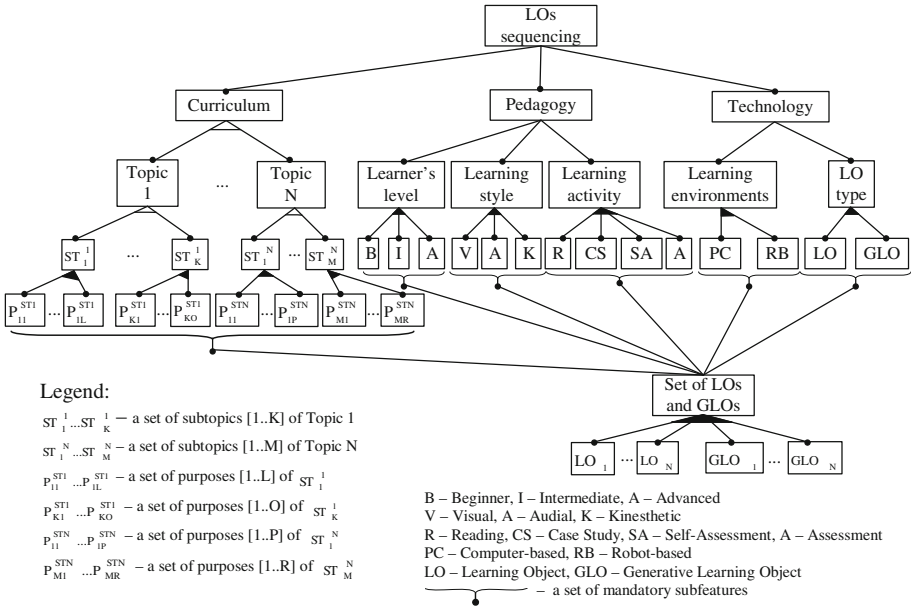 LOs
sequencing
Curriculum
Pedagogy
Technology
Topic
1
...
Topic
N
Learner's
level
Learning
style
Learning
activity
Learning
environments
LO
type
ST 1 1
...
ST 1 K
ST N 1
...
ST N M
B
I
A
V
A
K
R
CS
SA
A
PC
RB
LO
GLO
P ST1 11 ... P ST1 1L
P ST1 K1 ... P ST1 KO
P STN 11 ... P STN 1P
P STN M1 ... P STN MR
Set of LOs
and GLOs
LO 1 ... LO N
GLO 1 ... GLO N
Legend:
ST 1 1 ...ST 1 K – a set of subtopics [1..K] of Topic 1
ST N 1 ...ST N M – a set of subtopics [1..M] of Topic N
P ST1 11 ...P ST1 1L – a set of purposes [1..L] of ST 1 1
P ST1 K1 ...P ST1 KO – a set of purposes [1..O] of ST 1 K
P STN 11 ...P STN 1P – a set of purposes [1..P] of ST N 1
P STN M1 ...P STN MR – a set of purposes [1..R] of ST N M
B – Beginner, I – Intermediate, A – Advanced
V – Visual, A – Audial, K – Kinesthetic
R – Reading, CS – Case Study, SA – Self-Assessment, A – Assessment
PC – Computer-based, RB – Robot-based
LO – Learning Object, GLO – Generative Learning Object
– a set of mandatory subfeatures